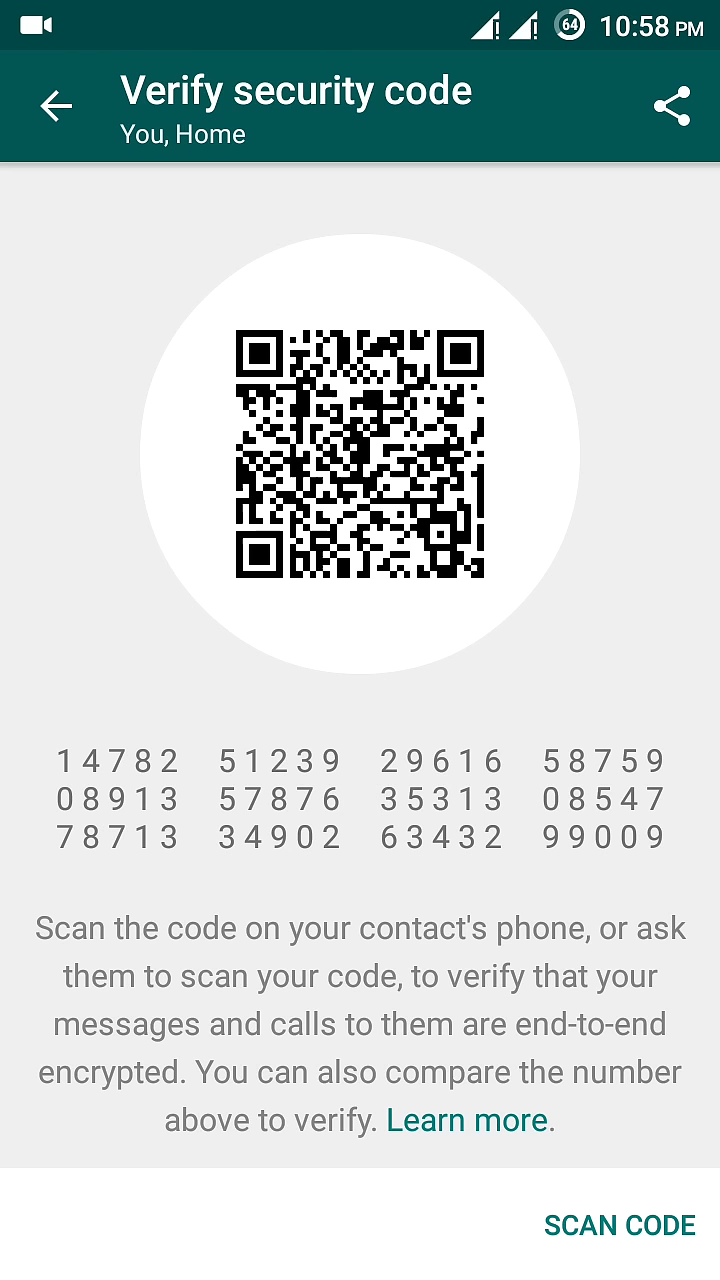 64 10:58 PM
Verify security code
You, Home
14782 51239 29616 58759
08913 57876 35313 08547
78713 34902 63432 99009
Scan the code on your contact's phone, or ask
them to scan your code, to verify that your
messages and calls to them are end-to-end
encrypted. You can also compare the number
above to verify. Learn more.
SCAN CODE